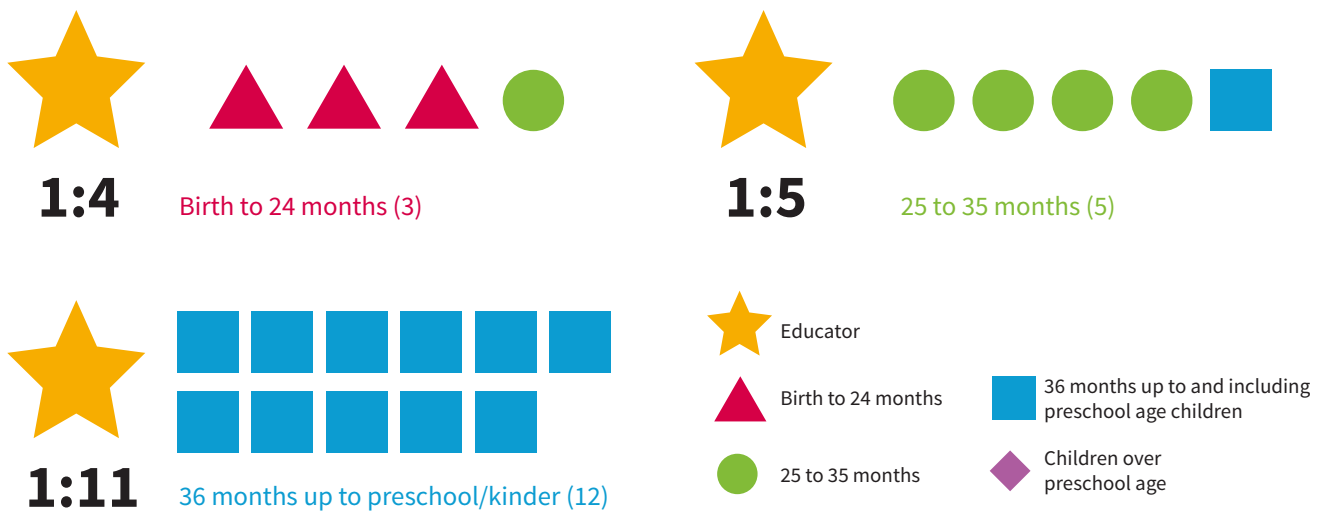 1:4
Birth to 24 months (3)
1:5
25 to 35 months (5)
1:11
36 months up to preschool/kinder (12)
Educator
Birth to 24 months
25 to 35 months
36 months up to and including
preschool age children
Children over
preschool age